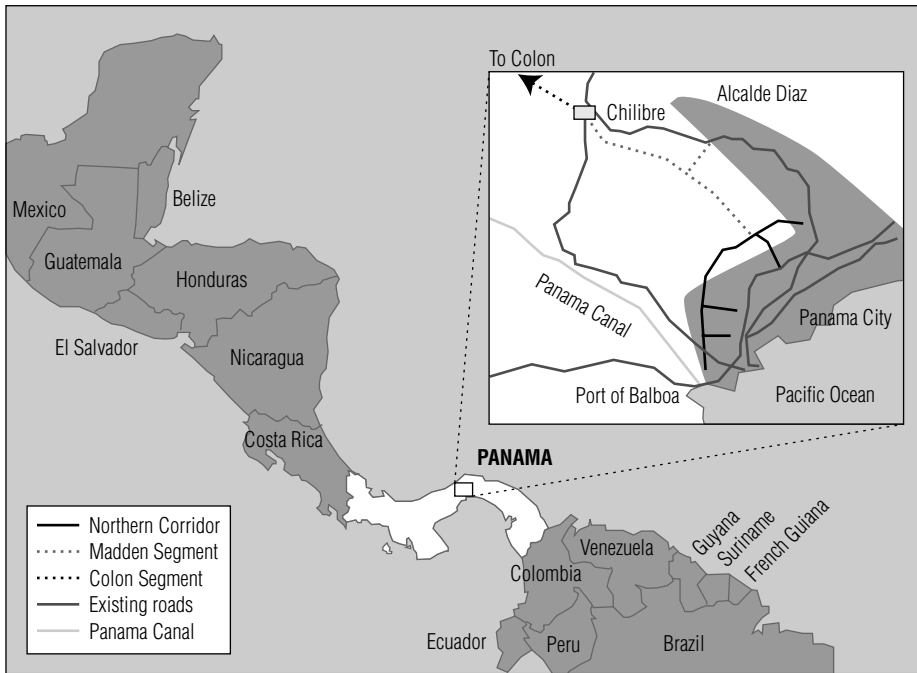 To Colon
Alcalde Diaz
Chilibre
Panama Canal
Panama City
Port of Balboa
Pacific Ocean
Mexico
Belize
Guatemala
Honduras
El Salvador
Nicaragua
Costa Rica
PANAMA
Northern Corridor
Madden Segment
Colon Segment
Existing roads
Panama Canal
Venezuela
Guyana
Suriname
French Guiana
Colombia
Ecuador
Peru
Brazil